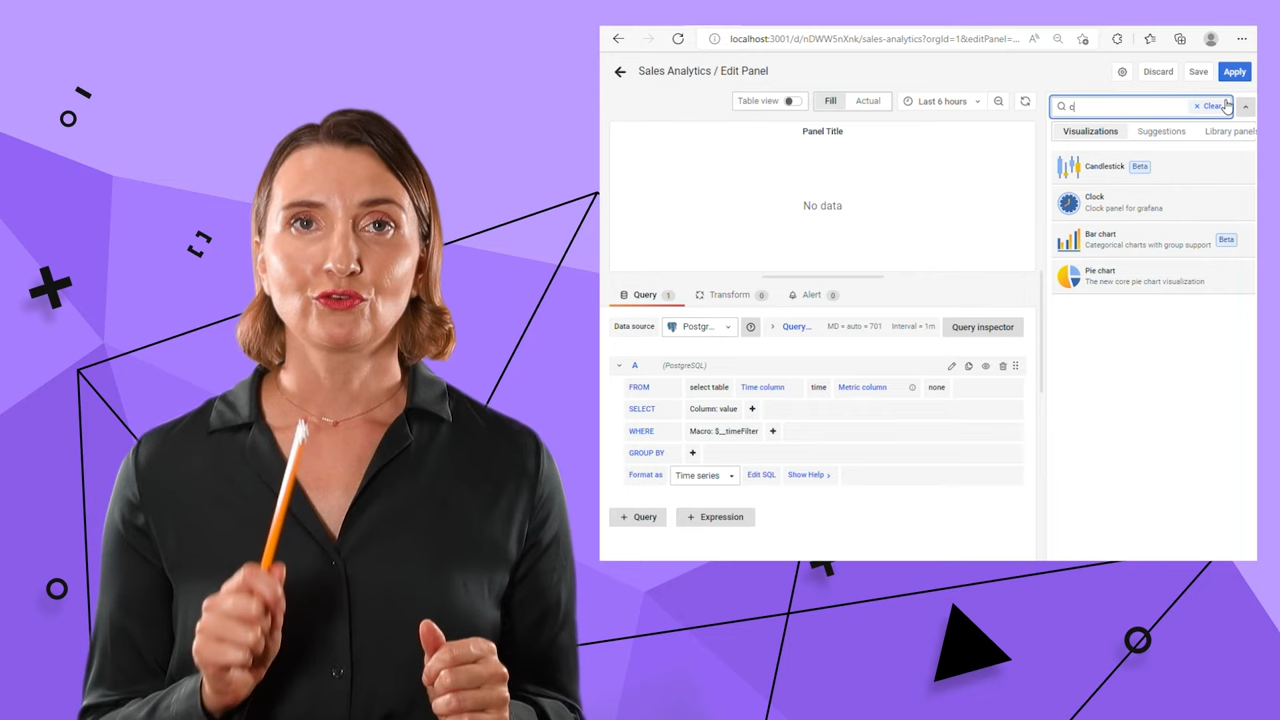 localhost:3001/d/nDWW5nXnk/sales-analytics?orgId=1&editPanel=...
Sales Analytics / Edit Panel
Discard
Save
Apply
Table view
Fill
Actual
Last 6 hours
c
Clear
Panel Title
No data
Visualizations
Suggestions
Library panels
Candlestick
Beta
Clock
Clock panel for grafana
Bar chart
Categorical charts with group support
Beta
Pie chart
The new core pie chart visualization
Query 1
Transform 0
Alert 0
Data source
Postgr...
Query...
MD = auto = 701
Interval = 1m
Query inspector
A
(PostgreSQL)
FROM select table Time column time Metric column none
SELECT Column: value +
WHERE Macro: $__timeFilter +
GROUP BY +
Format as Time series Edit SQL Show Help >
+ Query
+ Expression